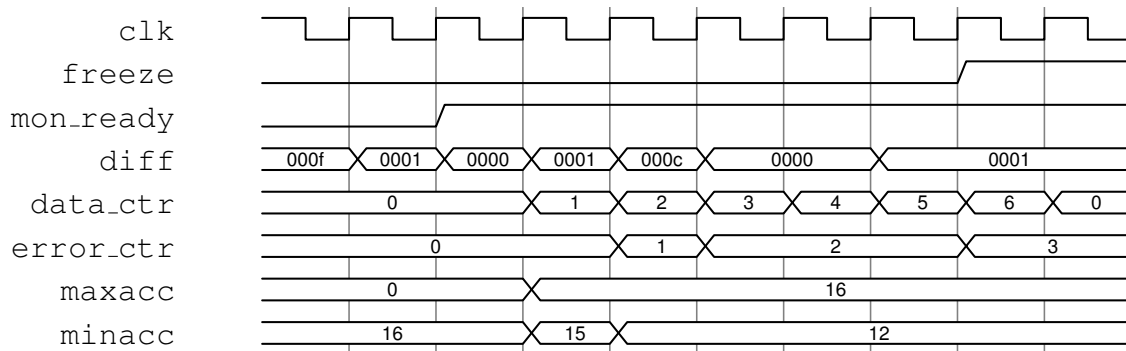 clk
freeze
mon_ready
diff 000f 0001 0000 0001 000c 0000 0001
data_ctr 0 1 2 3 4 5 6 0
error_ctr 0 1 2 3
maxacc 0 16
minacc 16 15 12